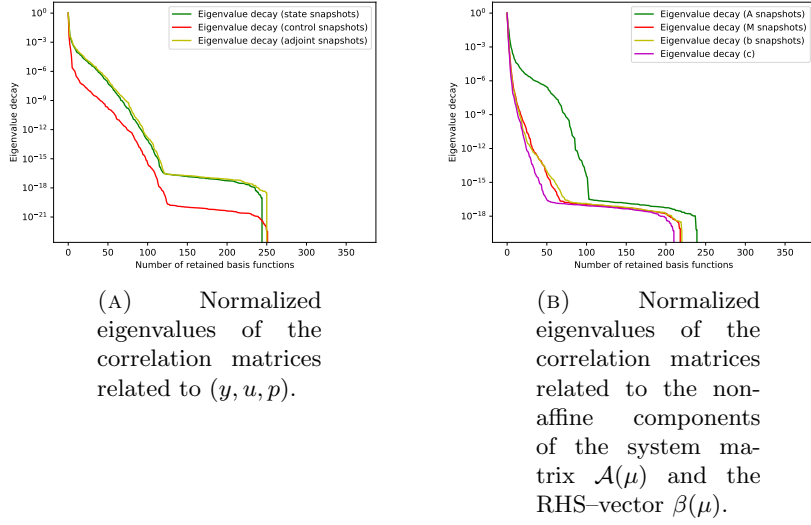 Eigenvalue decay (state snapshots)
Eigenvalue decay (control snapshots)
Eigenvalue decay (adjoint snapshots)
10⁰
10⁻³
10⁻⁶
10⁻⁹
10⁻¹²
10⁻¹⁵
10⁻¹⁸
10⁻²¹
Eigenvalue decay
0 50 100 150 200 250 300 350
Number of retained basis functions
(A) Normalized
eigenvalues of the
correlation matrices
related to (y, u, p).
Eigenvalue decay (A snapshots)
Eigenvalue decay (M snapshots)
Eigenvalue decay (b snapshots)
Eigenvalue decay (c)
10⁰
10⁻³
10⁻⁶
10⁻⁹
10⁻¹²
10⁻¹⁵
10⁻¹⁸
Eigenvalue decay
0 50 100 150 200 250 300 350
Number of retained basis functions
(B) Normalized
eigenvalues of the
correlation matrices
related to the non-
affine components
of the system ma-
trix 𝒜(μ) and the
RHS–vector β(μ).